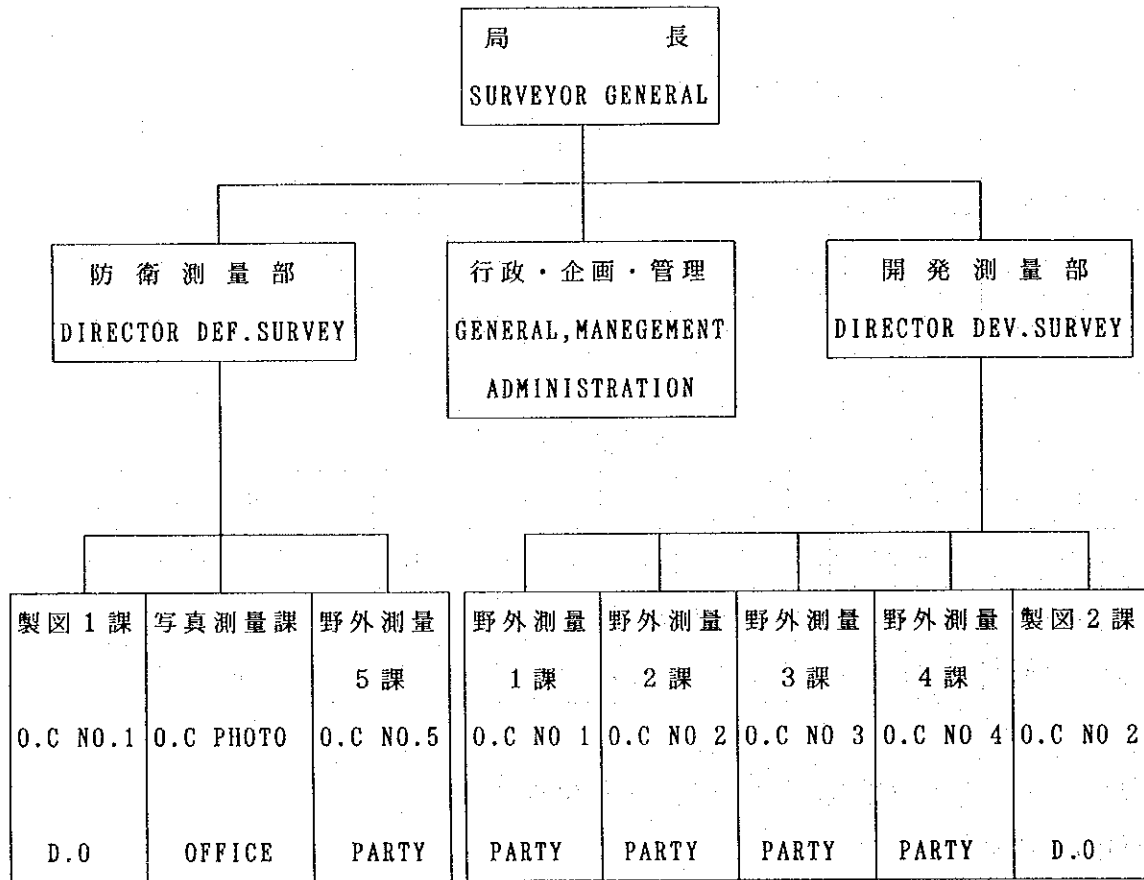 局 長
SURVEYOR GENERAL
防衛測量部
DIRECTOR DEF.SURVEY
行政・企画・管理
GENERAL,MANEGEMENT
ADMINISTRATION
開発測量部
DIRECTOR DEV.SURVEY
製図1課
O.C NO.1
D.O
写真測量課
O.C PHOTO
OFFICE
野外測量
5課
O.C NO.5
PARTY
野外測量
1課
O.C NO 1
PARTY
野外測量
2課
O.C NO 2
PARTY
野外測量
3課
O.C NO 3
PARTY
野外測量
4課
O.C NO 4
PARTY
製図2課
O.C NO 2
D.O